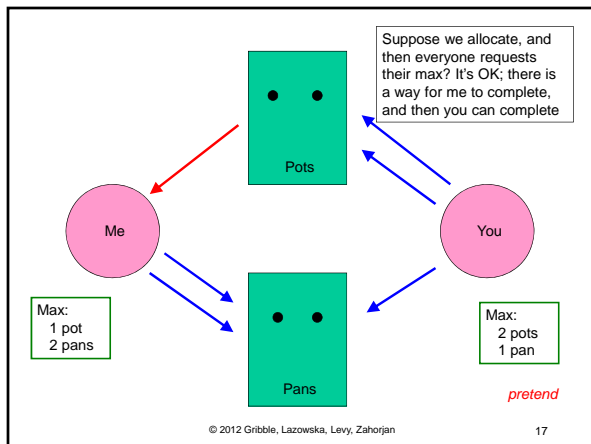 Suppose we allocate, and
then everyone requests
their max? It's OK; there is
a way for me to complete,
and then you can complete
Pots
Me
You
Max:
1 pot
2 pans
Max:
2 pots
1 pan
Pans
pretend
© 2012 Gribble, Lazowska, Levy, Zahorjan
17